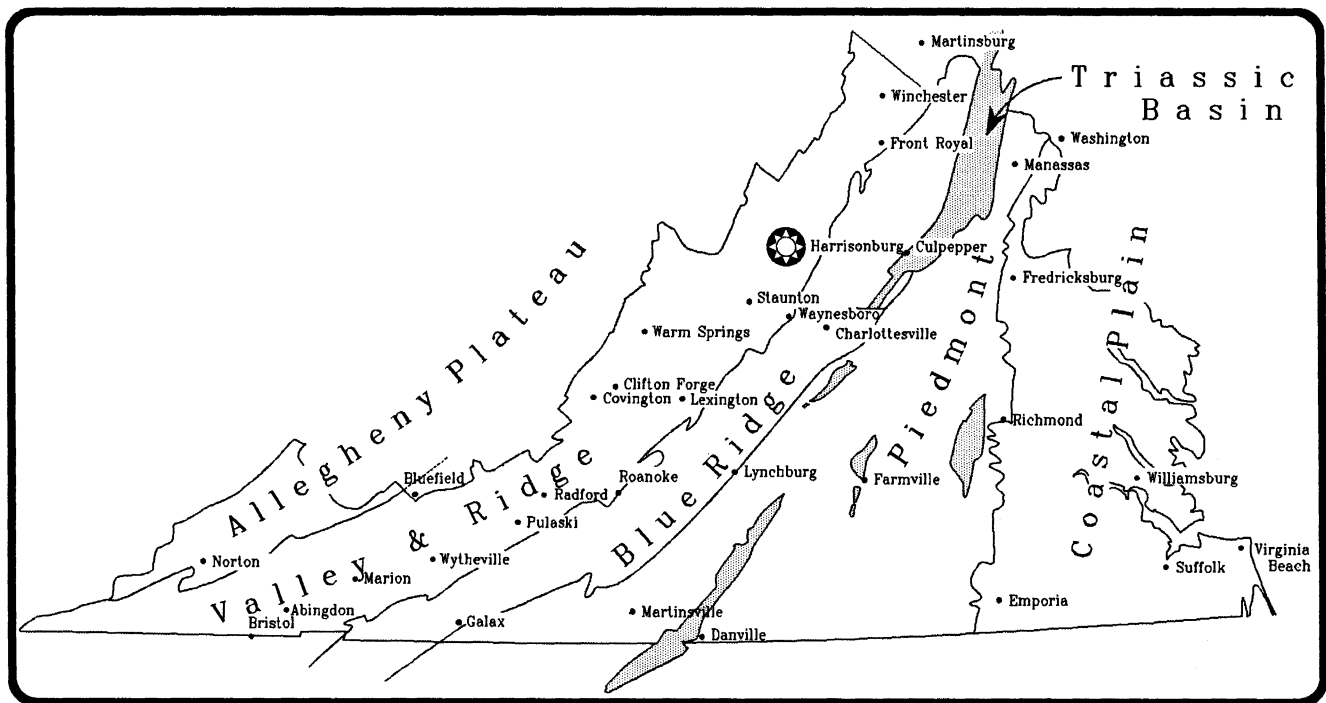 Martinsburg
Triassic
Basin
Winchester
Washington
Front Royal
Manassas
Harrisonburg
Culpepper
Fredricksburg
Staunton
Waynesboro
Charlottesville
Warm Springs
Clifton Forge
Covington
Lexington
Richmond
Allegheny Plateau
Valley & Ridge
Blue Ridge
Piedmont
Coastal Plain
Bluefield
Radford
Roanoke
Lynchburg
Farmville
Williamsburg
Pulaski
Norton
Wytheville
Marion
Virginia
Beach
Suffolk
Abingdon
Bristol
Galax
Martinsville
Emporia
Danville